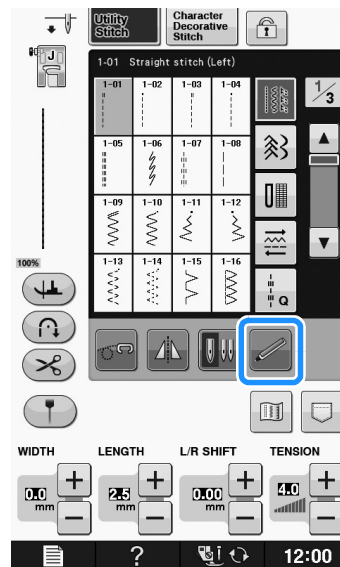 Utility
Stitch
Character
Decorative
Stitch
J
1-01 Straight stitch (Left)
1/3
1-01 1-02 1-03 1-04
1-05 1-06 1-07 1-08
1-09 1-10 1-11 1-12
1-13 1-14 1-15 1-16
Q
100%
WIDTH LENGTH L/R SHIFT TENSION
0.0 mm + − 2.5 mm + − 0.00 mm + − 4.0 + −
? 12:00